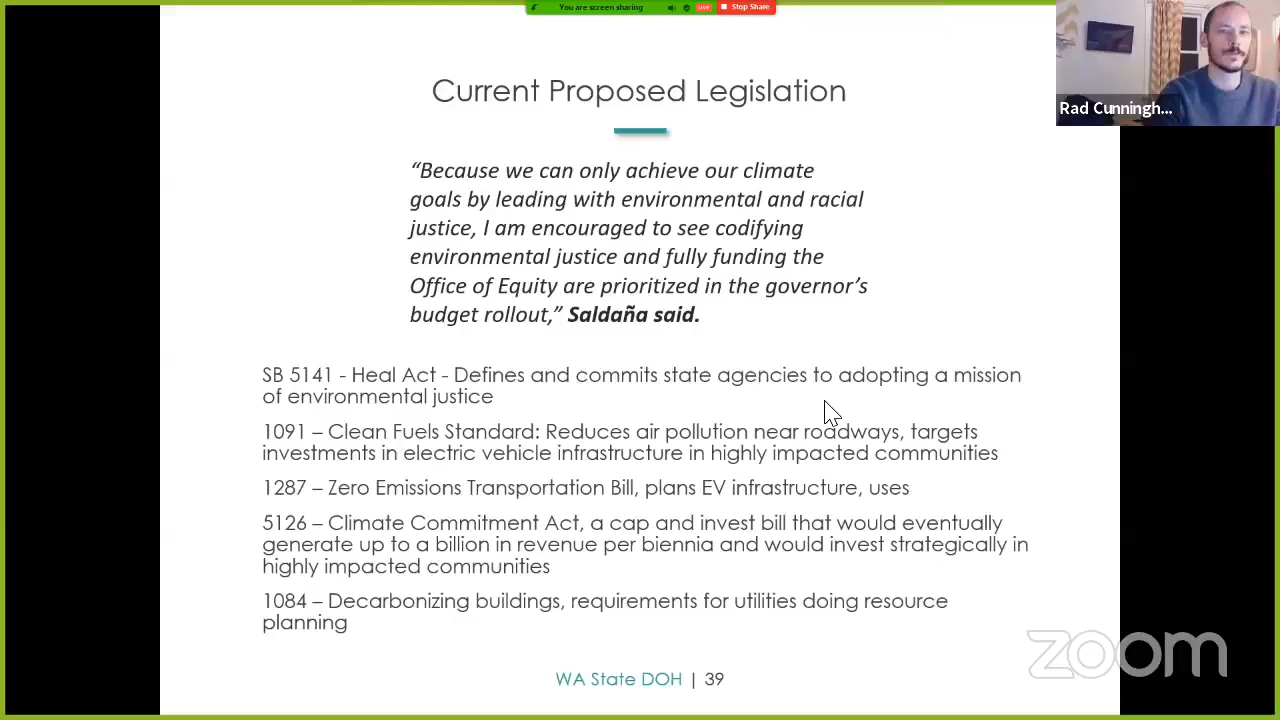 You are screen sharing
LIVE
Stop Share
Rad Cunningh...
Current Proposed Legislation
“Because we can only achieve our climate
goals by leading with environmental and racial
justice, I am encouraged to see codifying
environmental justice and fully funding the
Office of Equity are prioritized in the governor’s
budget rollout,” Saldaña said.
SB 5141 - Heal Act - Defines and commits state agencies to adopting a mission
of environmental justice
1091 – Clean Fuels Standard: Reduces air pollution near roadways, targets
investments in electric vehicle infrastructure in highly impacted communities
1287 – Zero Emissions Transportation Bill, plans EV infrastructure, uses
5126 – Climate Commitment Act, a cap and invest bill that would eventually
generate up to a billion in revenue per biennia and would invest strategically in
highly impacted communities
1084 – Decarbonizing buildings, requirements for utilities doing resource
planning
WA State DOH | 39
zoom